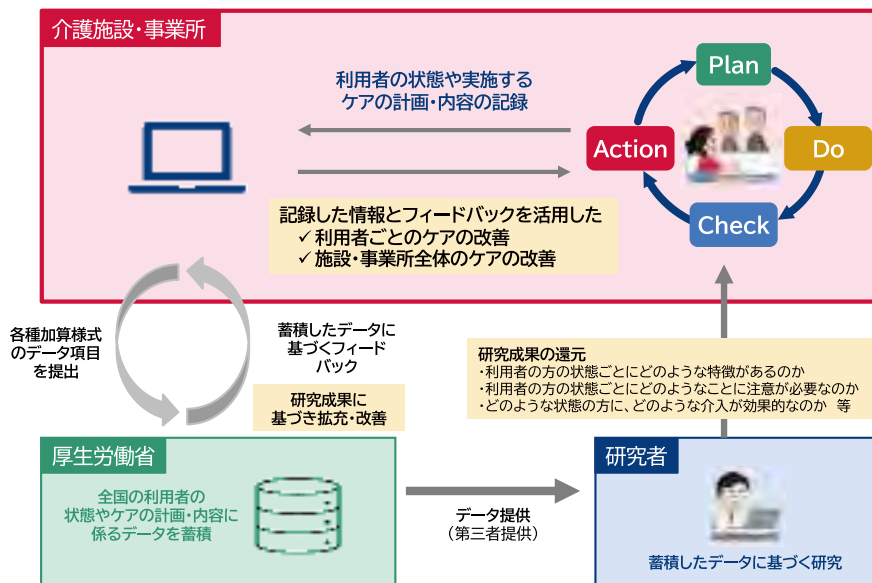 介護施設・事業所
利用者の状態や実施する
ケアの計画・内容の記録
Plan
Action
Do
Check
記録した情報とフィードバックを活用した
✓ 利用者ごとのケアの改善
✓ 施設・事業所全体のケアの改善
各種加算様式
のデータ項目
を提出
蓄積したデータに
基づくフィード
バック
研究成果に
基づき拡充・改善
研究成果の還元
・利用者の方の状態ごとにどのような特徴があるのか
・利用者の方の状態ごとにどのようなことに注意が必要なのか
・どのような状態の方に、どのような介入が効果的なのか 等
厚生労働省
全国の利用者の
状態やケアの計画・内容に
係るデータを蓄積
データ提供
（第三者提供）
研究者
蓄積したデータに基づく研究